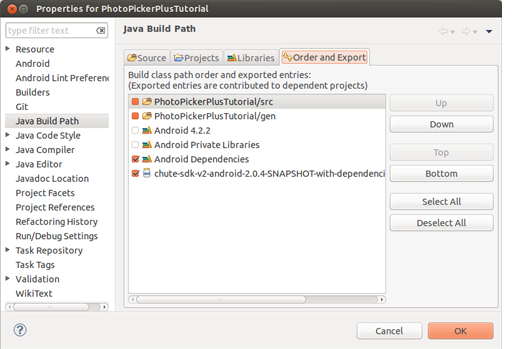 Properties for PhotoPickerPlusTutorial
type filter text
Resource
Android
Android Lint Preferen
Builders
Git
Java Build Path
Java Code Style
Java Compiler
Java Editor
Javadoc Location
Project Facets
Project References
Refactoring History
Run/Debug Settings
Task Repository
Task Tags
Validation
WikiText
Java Build Path
Source
Projects
Libraries
Order and Export
Build class path order and exported entries:
(Exported entries are contributed to dependent projects)
PhotoPickerPlusTutorial/src
PhotoPickerPlusTutorial/gen
Android 4.2.2
Android Private Libraries
Android Dependencies
chute-sdk-v2-android-2.0.4-SNAPSHOT-with-dependenci
Up
Down
Top
Bottom
Select All
Deselect All
Cancel
OK